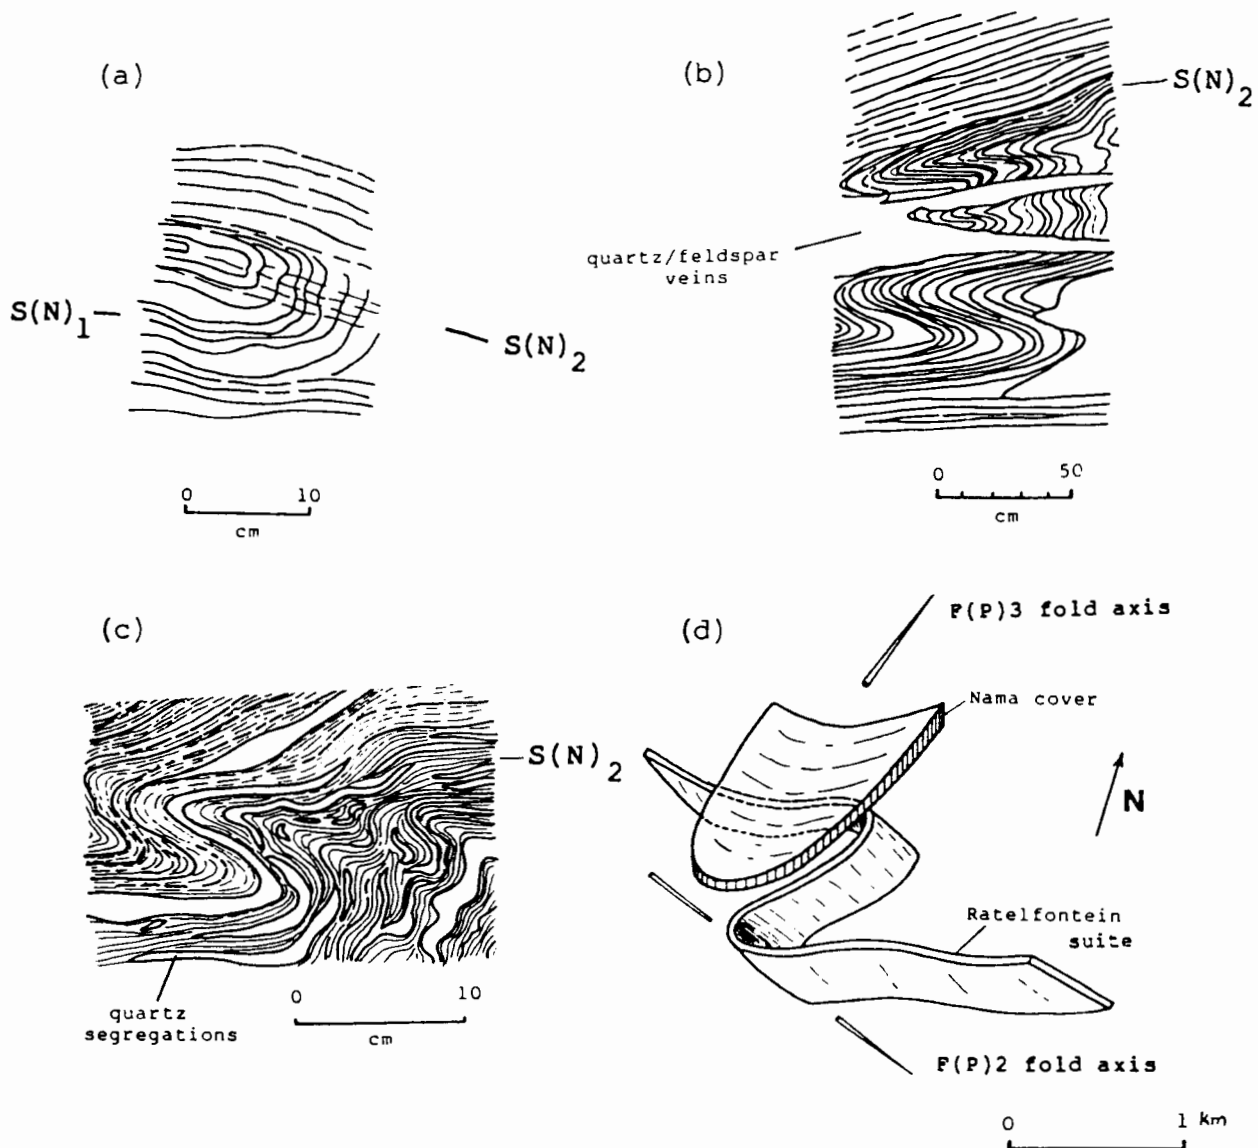 (a)
S(N)1
S(N)2
0 10
cm
(b)
S(N)2
quartz/feldspar
veins
0 50
cm
(c)
S(N)2
quartz
segregations
0 10
cm
(d)
F(P)3 fold axis
Nama cover
N
Ratelfontein
suite
F(P)2 fold axis
0 1 km